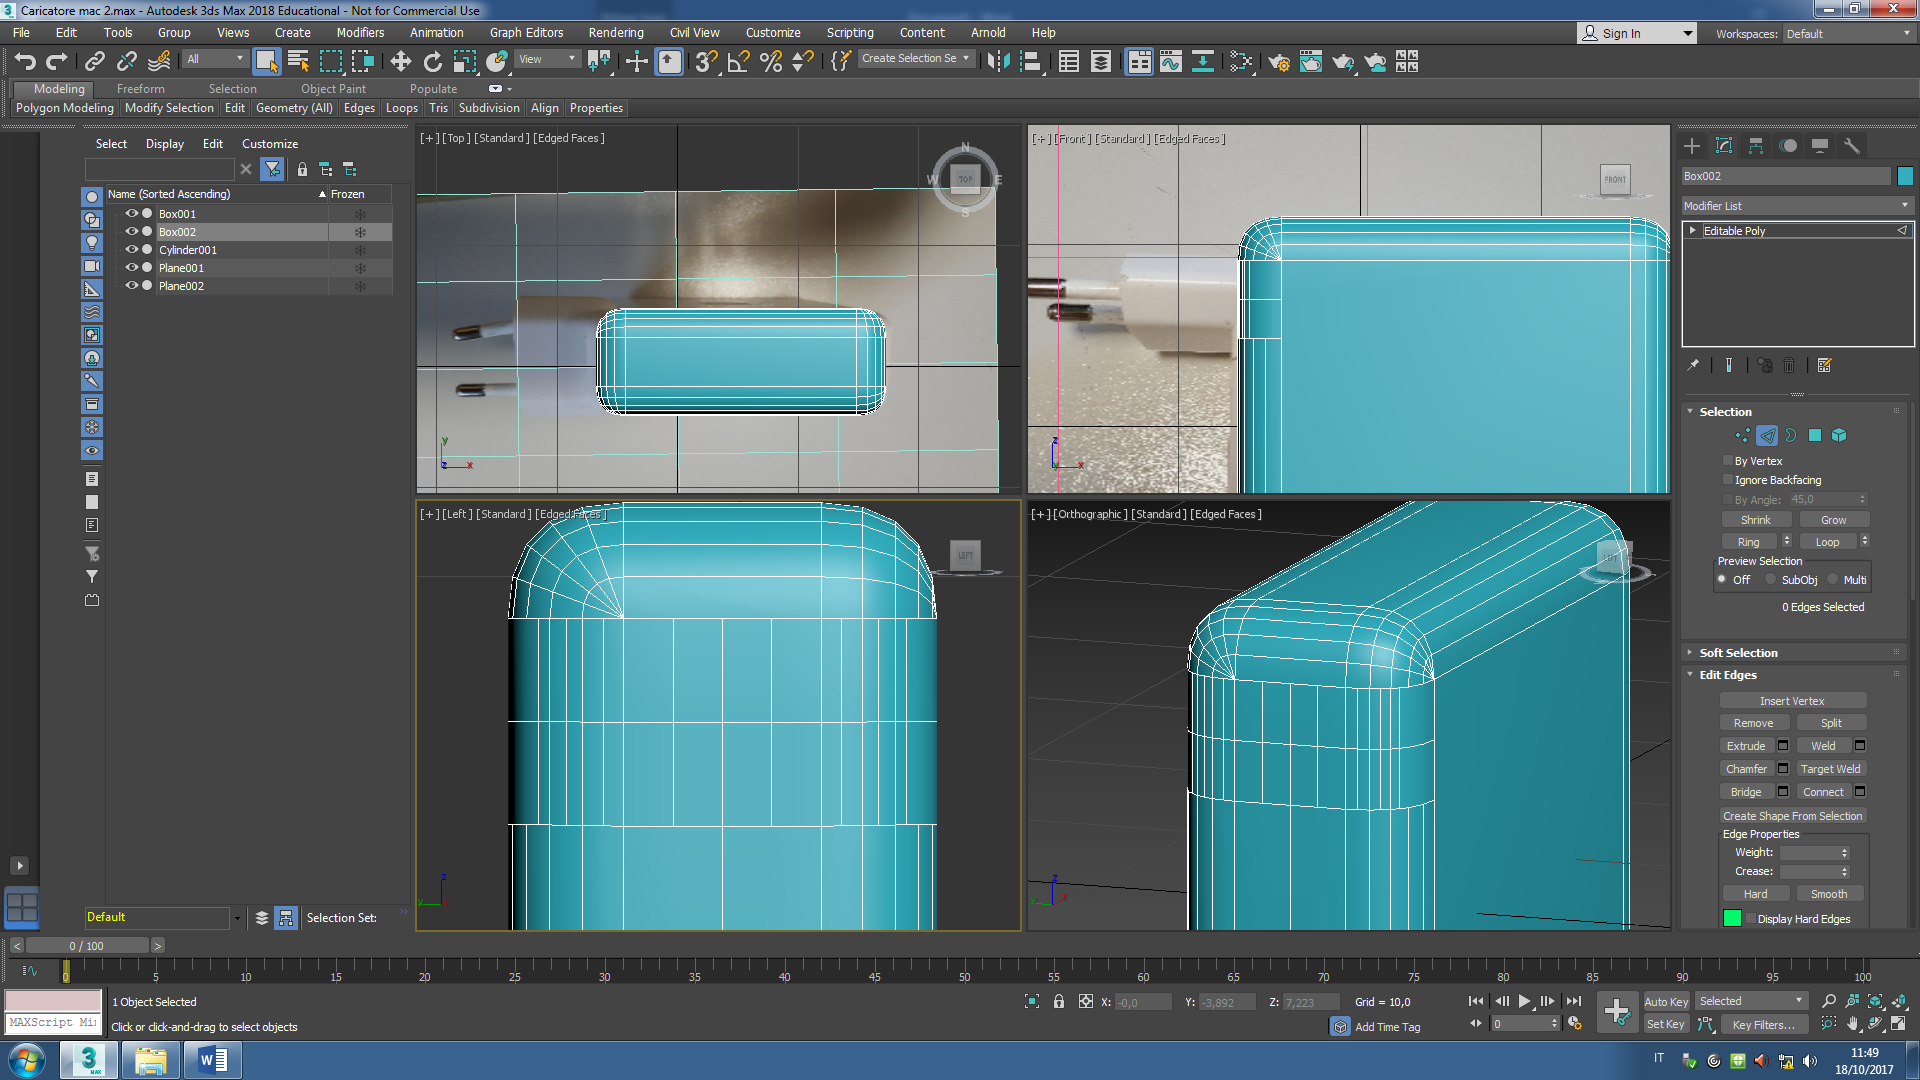 Caricatore mac 2.max - Autodesk 3ds Max 2018 Educational - Not for Commercial Use
File Edit Tools Group Views Create Modifiers Animation Graph Editors Rendering Civil View Customize Scripting Content Arnold Help
Sign In Workspaces: Default
All View Create Selection Se
Modeling Freeform Selection Object Paint Populate
Polygon Modeling Modify Selection Edit Geometry (All) Edges Loops Tris Subdivision Align Properties
Select Display Edit Customize
Name (Sorted Ascending) Frozen
Box001
Box002
Cylinder001
Plane001
Plane002
Default Selection Set:
[+] [Top] [Standard] [Edged Faces]
N
W TOP E
S
y
z x
[+] [Front] [Standard] [Edged Faces]
FRONT
z
y x
[+] [Left] [Standard] [Edged Faces]
LEFT
z
y
[+] [Orthographic] [Standard] [Edged Faces]
z
y x
Box002
Modifier List
Editable Poly
Selection
By Vertex
Ignore Backfacing
By Angle: 45,0
Shrink Grow
Ring Loop
Preview Selection
Off SubObj Multi
0 Edges Selected
Soft Selection
Edit Edges
Insert Vertex
Remove Split
Extrude Weld
Chamfer Target Weld
Bridge Connect
Create Shape From Selection
Edge Properties
Weight:
Crease:
Hard Smooth
Display Hard Edges
< 0 / 100 >
0 5 10 15 20 25 30 35 40 45 50 55 60 65 70 75 80 85 90 95 100
1 Object Selected
X: -0,0 Y: -3,892 Z: 7,223 Grid = 10,0
Auto Key Selected
MAXScript Mi
Click or click-and-drag to select objects
Add Time Tag
0
Set Key Key Filters...
3 MAX
W
IT
11:49
18/10/2017